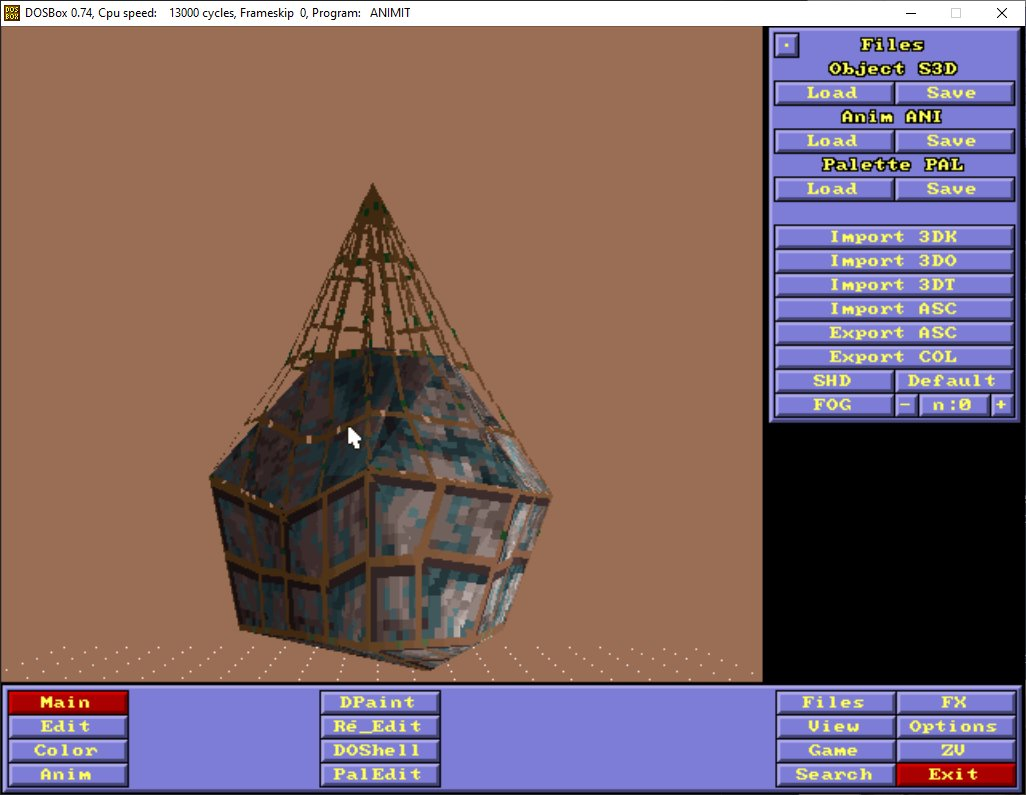 DOSBox 0.74, Cpu speed: 13000 cycles, Frameskip 0, Program: ANIMIT
Files
Object S3D
Load Save
Anim ANI
Load Save
Palette PAL
Load Save
Import 3DK
Import 3DO
Import 3DT
Import ASC
Export ASC
Export COL
SHD Default
FOG - n:0 +
Main DPaint Files FX
Edit Ré_Edit View Options
Color DOShell Game ZV
Anim PalEdit Search Exit